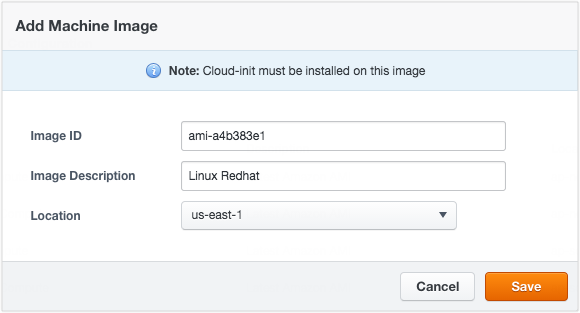 Add Machine Image
Note: Cloud-init must be installed on this image
Image ID
ami-a4b383e1
Image Description
Linux Redhat
Location
us-east-1
Cancel
Save